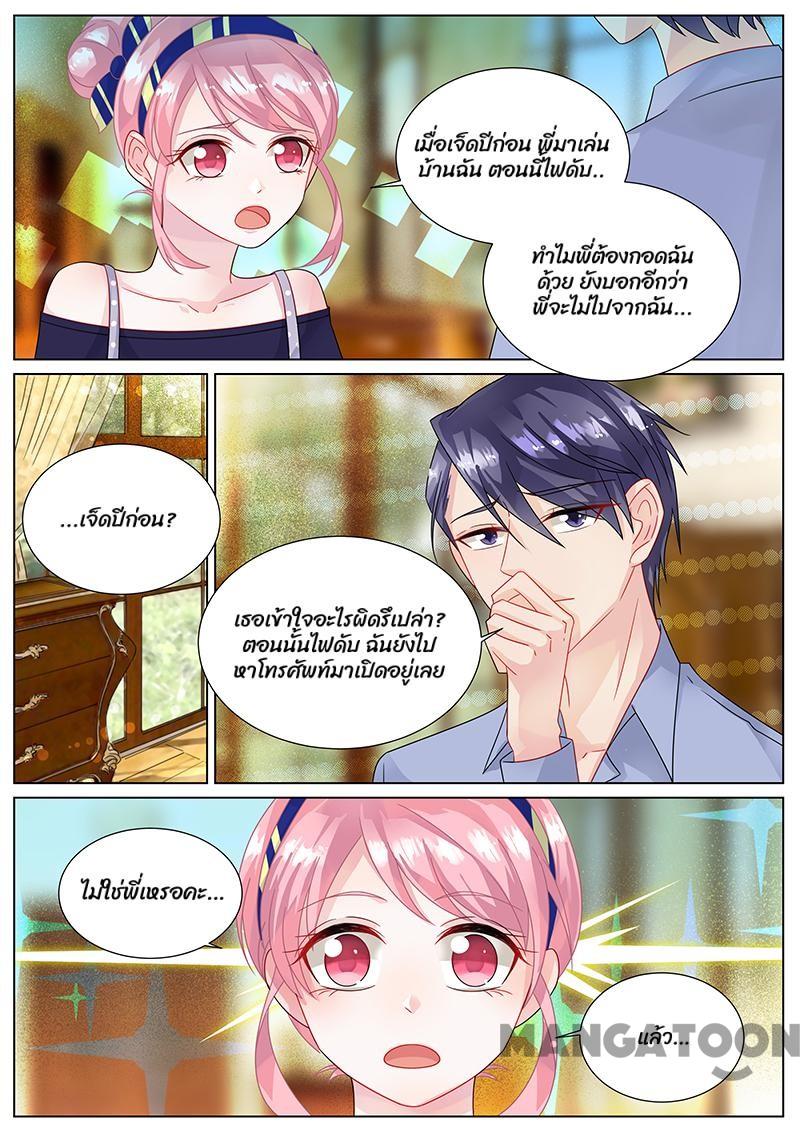 เมื่อเจ็ดปีก่อน พี่มาเล่น
บ้านฉัน ตอนนี้ไฟดับ..
ทำไมพี่ต้องกอดฉัน
ด้วย ยังบอกอีกว่า
พี่จะไม่ไปจากฉัน...
...เจ็ดปีก่อน?
เธอเข้าใจอะไรผิดรึเปล่า?
ตอนนั้นไฟดับ ฉันยังไป
หาโทรศัพท์มาเปิดอยู่เลย
ไม่ใช่พี่เหรอคะ...
แล้ว...
MANGATOON